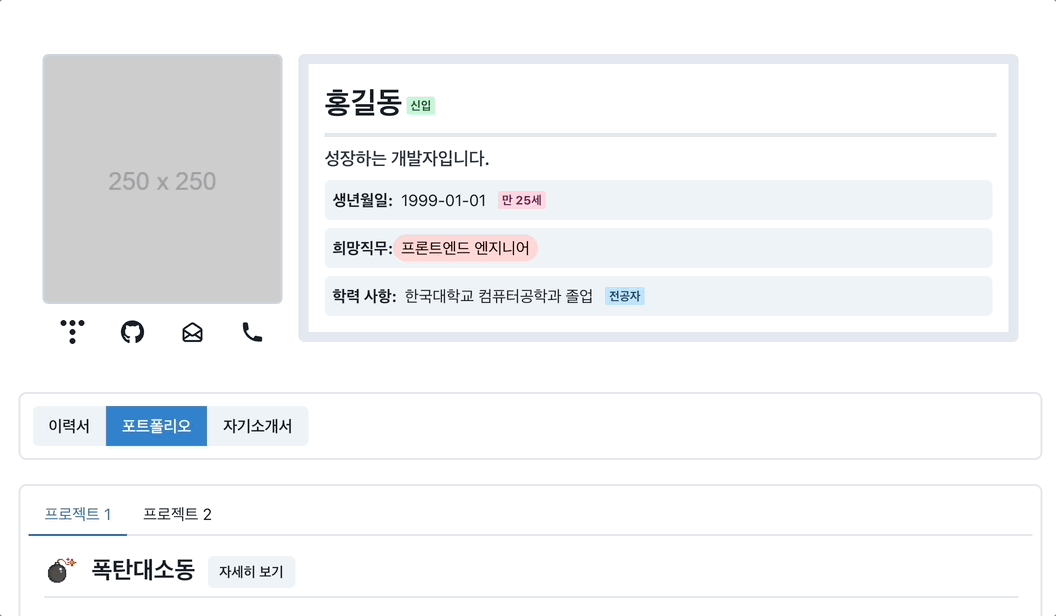 250 x 250
홍길동 신입
성장하는 개발자입니다.
생년월일: 1999-01-01 만 25세
희망직무: 프론트엔드 엔지니어
학력 사항: 한국대학교 컴퓨터공학과 졸업 전공자
이력서 포트폴리오 자기소개서
프로젝트 1 프로젝트 2
폭탄대소동 자세히 보기